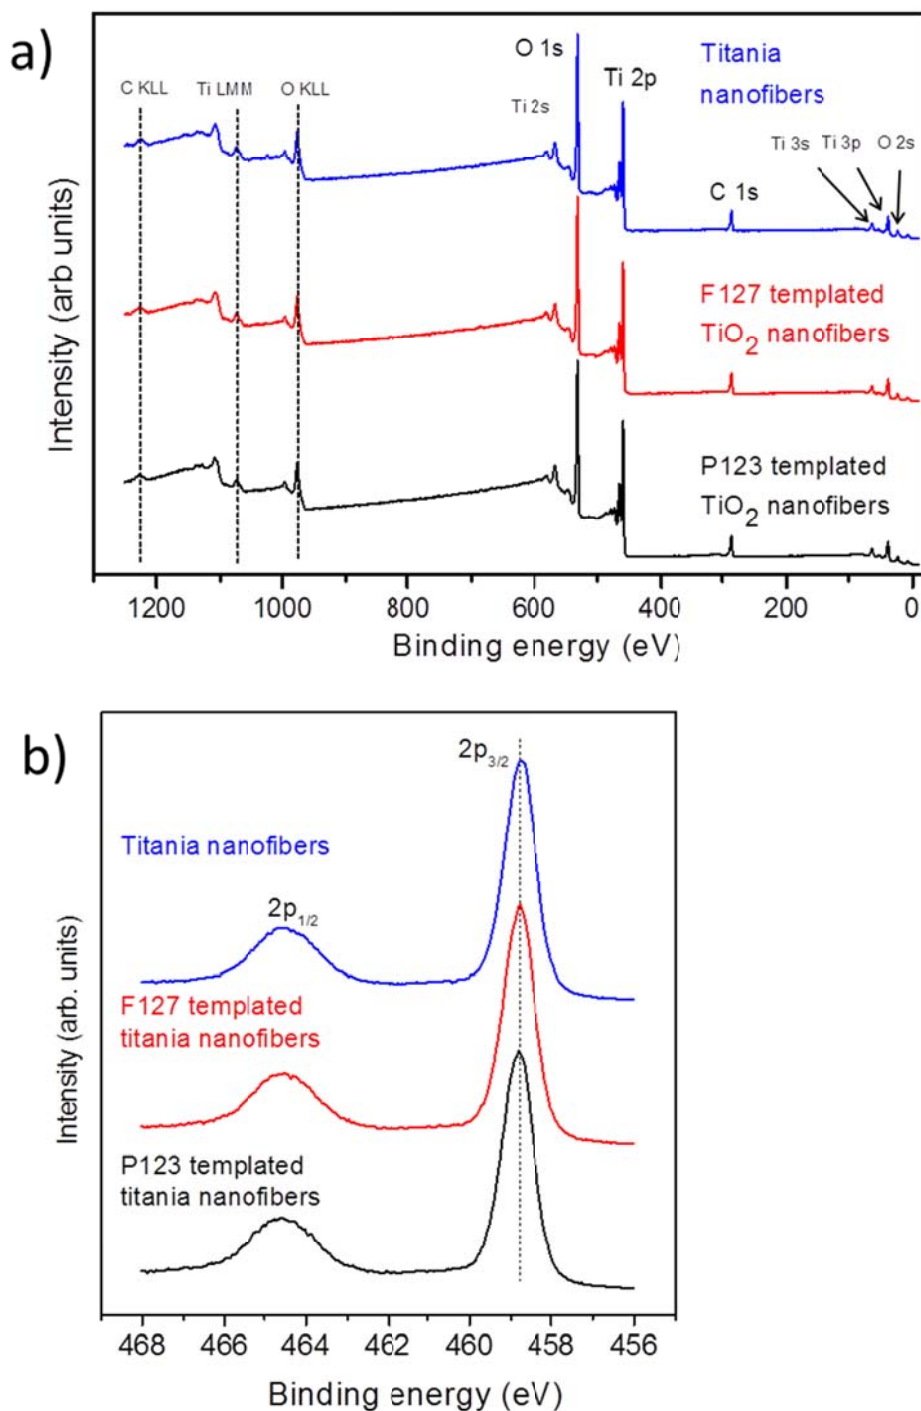 a)
C KLL
Ti LMM
O KLL
O 1s
Ti 2s
Ti 2p
Titania
nanofibers
Ti 3s
Ti 3p
O 2s
C 1s
F127 templated
TiO2 nanofibers
P123 templated
TiO2 nanofibers
Intensity (arb units)
1200
1000
800
600
400
200
0
Binding energy (eV)
b)
2p3/2
Titania nanofibers
2p1/2
F127 templated
titania nanofibers
P123 templated
titania nanofibers
Intensity (arb. units)
468
466
464
462
460
458
456
Binding energy (eV)